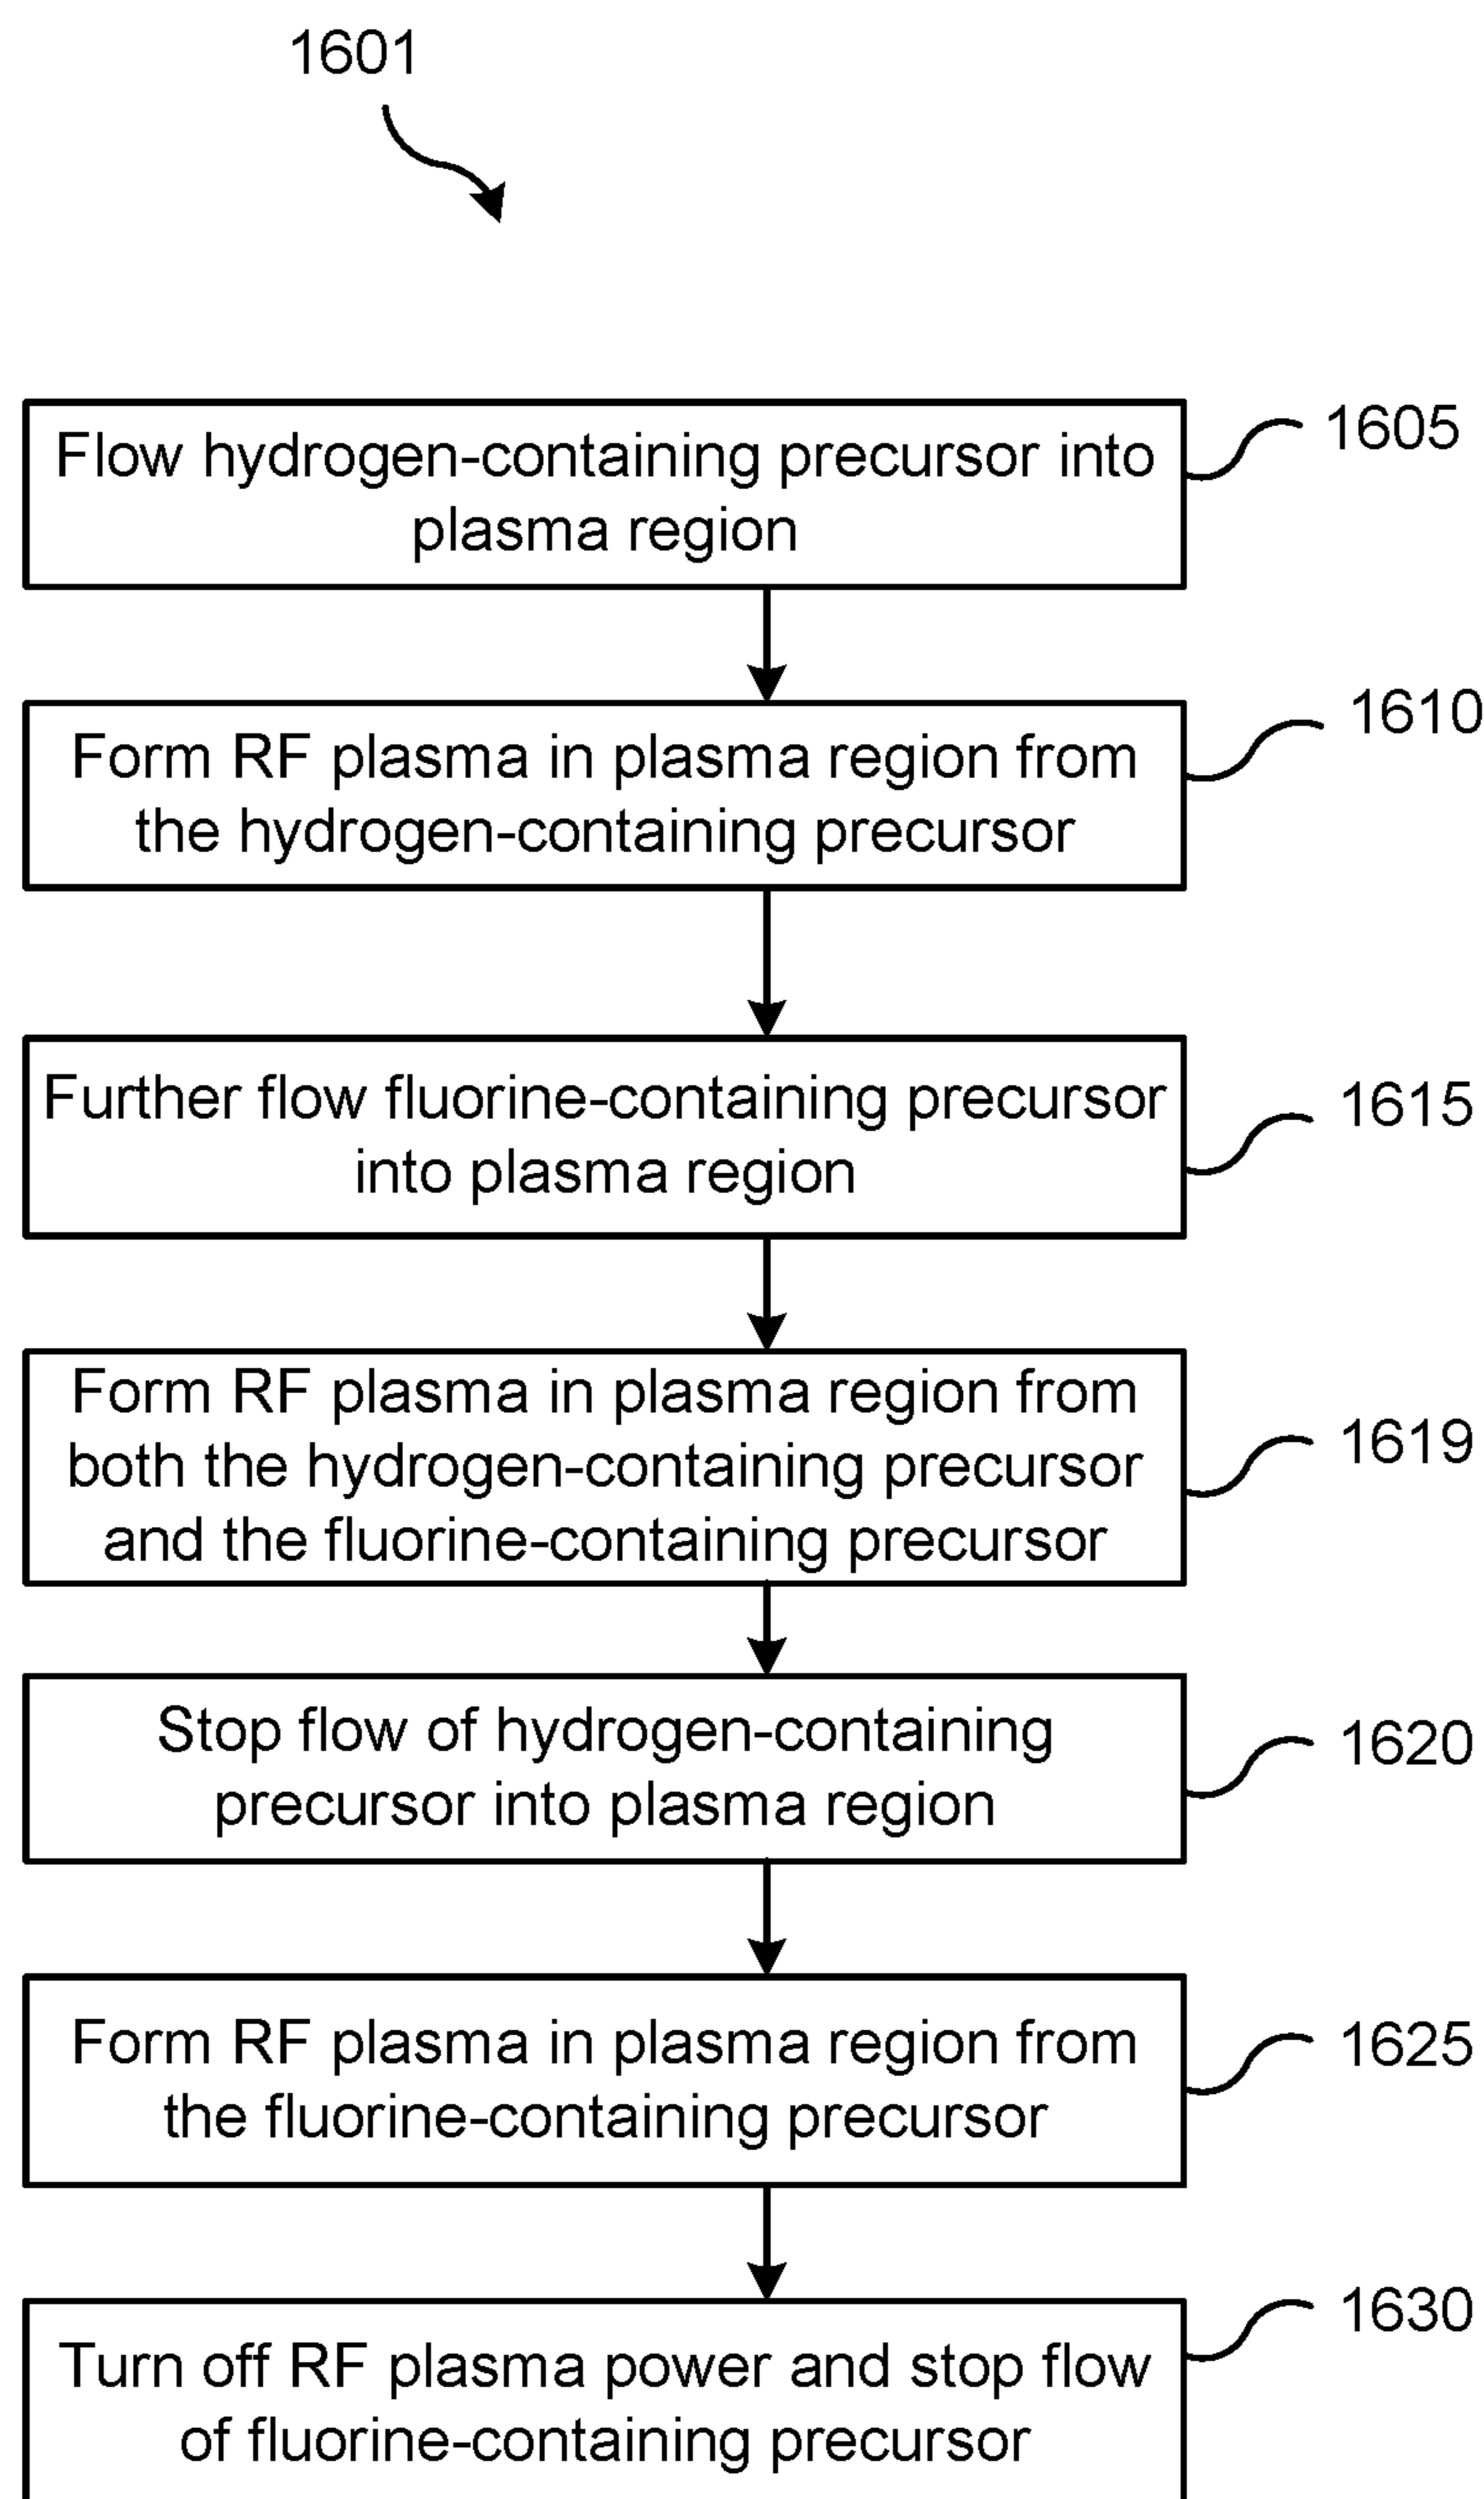 1601
Flow hydrogen-containing precursor into
plasma region
1605
Form RF plasma in plasma region from
the hydrogen-containing precursor
1610
Further flow fluorine-containing precursor
into plasma region
1615
Form RF plasma in plasma region from
both the hydrogen-containing precursor
and the fluorine-containing precursor
1619
Stop flow of hydrogen-containing
precursor into plasma region
1620
Form RF plasma in plasma region from
the fluorine-containing precursor
1625
Turn off RF plasma power and stop flow
of fluorine-containing precursor
1630